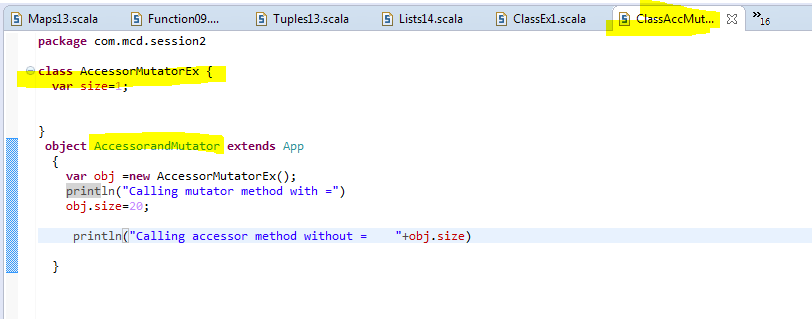 Maps13.scala Function09.... Tuples13.scala Lists14.scala ClassEx1.scala ClassAccMut... »16
package com.mcd.session2
class AccessorMutatorEx {
var size=1;
}
object AccessorandMutator extends App
{
var obj =new AccessorMutatorEx();
println("Calling mutator method with =")
obj.size=20;
println("Calling accessor method without =    "+obj.size)
}